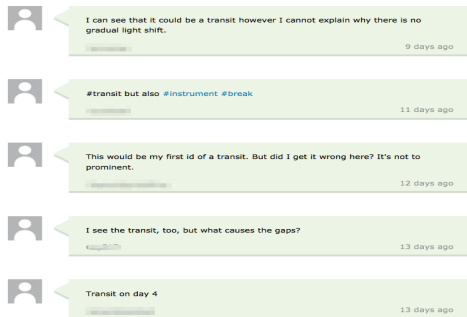 I can see that it could be a transit however I cannot explain why there is no
gradual light shift.
9 days ago
#transit but also #instrument #break
11 days ago
This would be my first id of a transit. But did I get it wrong here? It's not to
prominent.
12 days ago
I see the transit, too, but what causes the gaps?
13 days ago
Transit on day 4
13 days ago